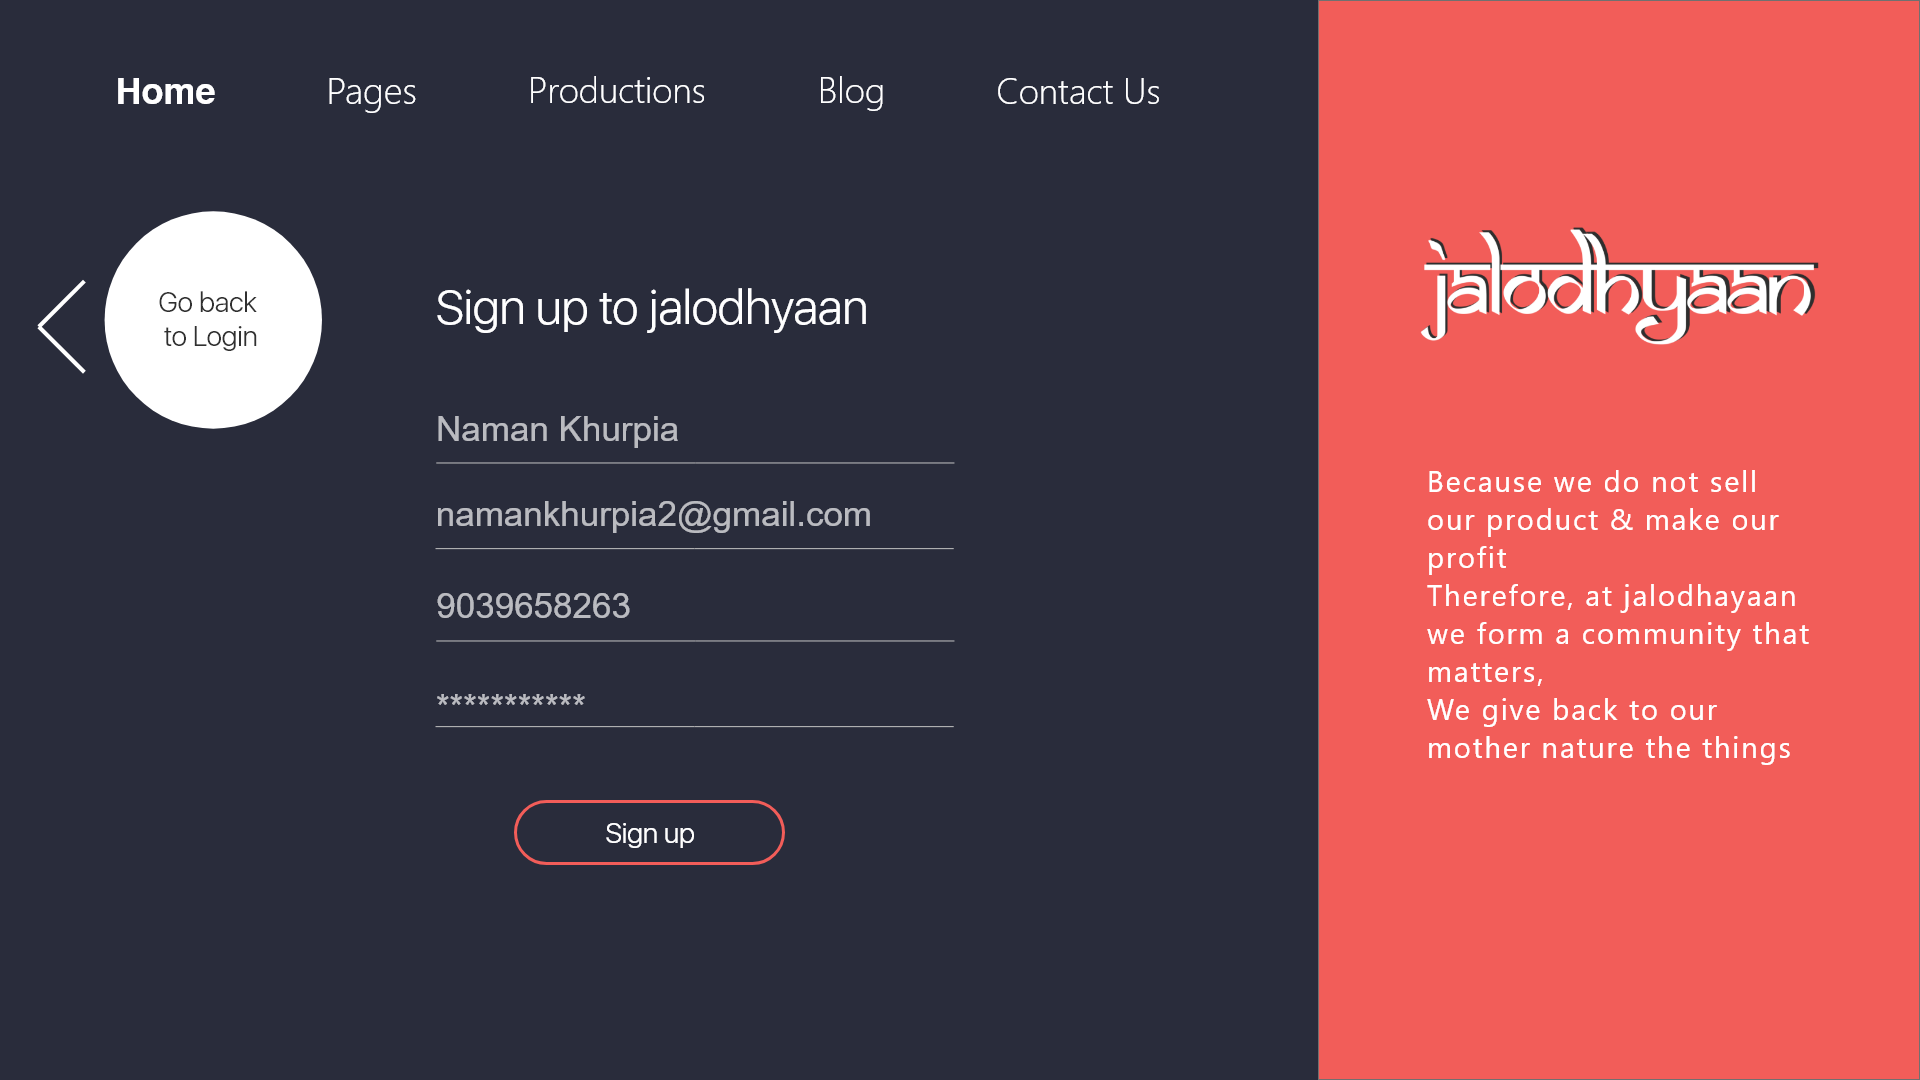 Home Pages Productions Blog Contact Us
Go back
to Login
Sign up to jalodhyaan
Naman Khurpia
namankhurpia2@gmail.com
9039658263
***********
Sign up
jalodhyaan
Because we do not sell
our product & make our
profit
Therefore, at jalodhayaan
we form a community that
matters,
We give back to our
mother nature the things